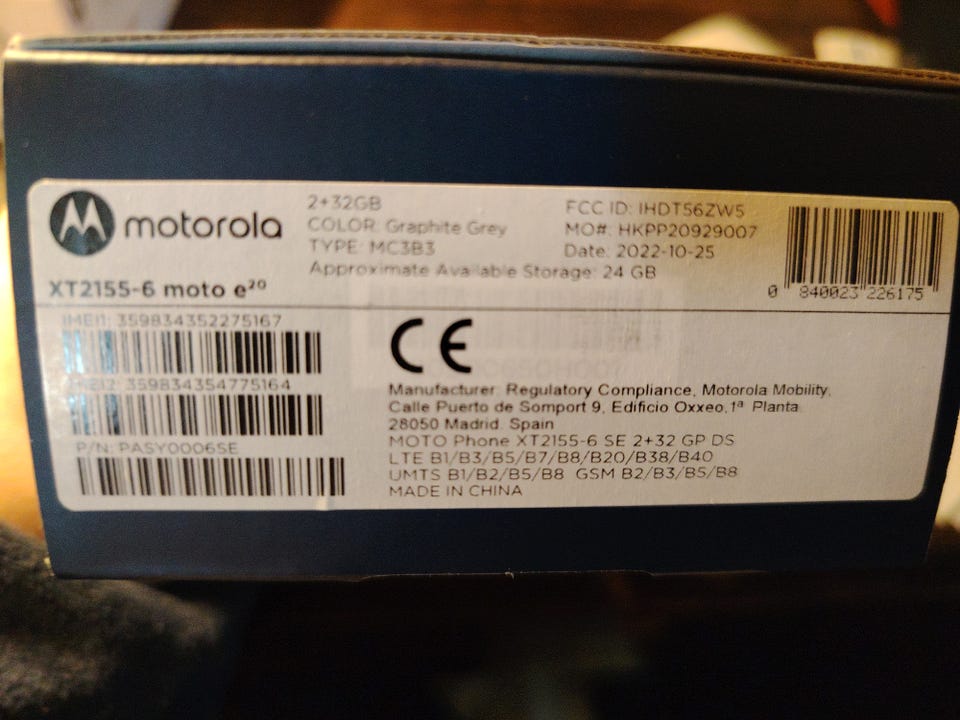 motorola
2+32GB
COLOR: Graphite Grey
TYPE: MC3B3
Approximate Available Storage: 24 GB
FCC ID: IHDT56ZW5
MO#: HKPP20929007
Date: 2022-10-25
0 840023 226175
XT2155-6 moto e²⁰
IMEI1: 359834352275167
IMEI2: 359834354775164
P/N: PASY0006SE
CE
Manufacturer: Regulatory Compliance, Motorola Mobility,
Calle Puerto de Somport 9, Edificio Oxxeo,1ª Planta
28050 Madrid Spain
MOTO Phone XT2155-6 SE 2+32 GP DS
LTE B1/B3/B5/B7/B8/B20/B38/B40
UMTS B1/B2/B5/B8 GSM B2/B3/B5/B8
MADE IN CHINA